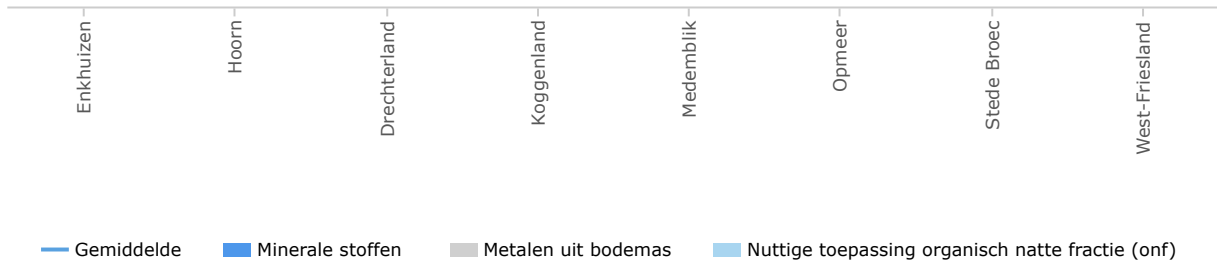 Enkhuizen
Hoorn
Drechterland
Koggenland
Medemblik
Opmeer
Stede Broec
West-Friesland
Gemiddelde
Minerale stoffen
Metalen uit bodemas
Nuttige toepassing organisch natte fractie (onf)